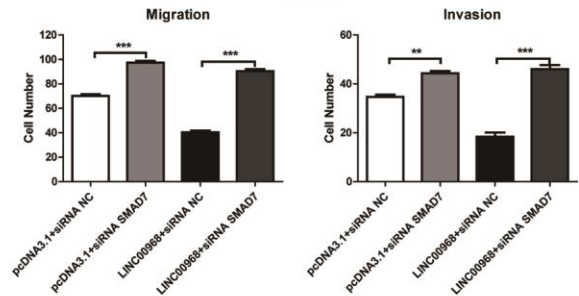 Migration
***
***
Cell Number
120
100
80
60
40
20
0
pcDNA3.1+siRNA NC
pcDNA3.1+siRNA SMAD7
LINC00968+siRNA NC
LINC00968+siRNA SMAD7
Invasion
**
***
Cell Number
60
40
20
0
pcDNA3.1+siRNA NC
pcDNA3.1+siRNA SMAD7
LINC00968+siRNA NC
LINC00968+siRNA SMAD7